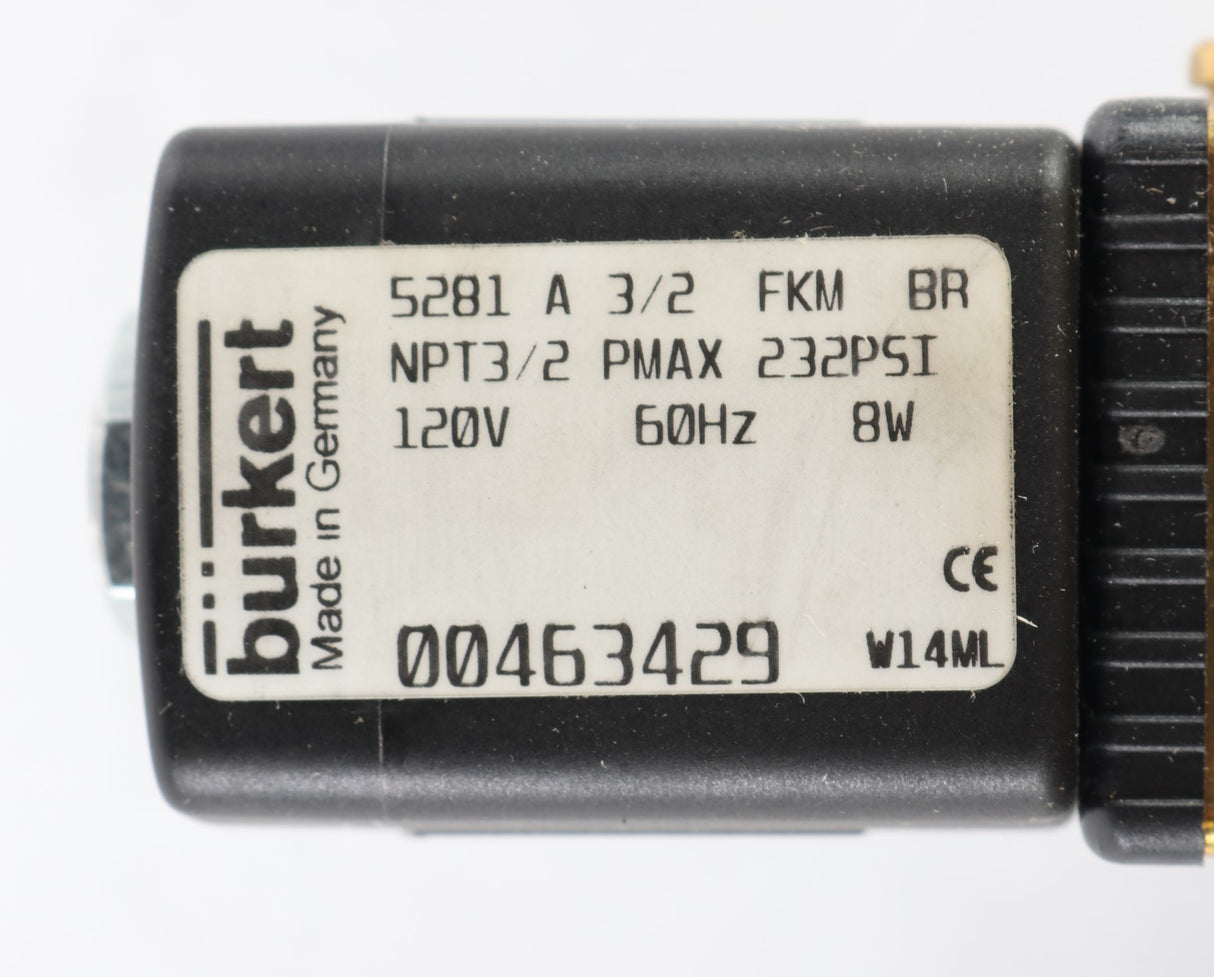 bürkert
Made in Germany
5281 A 3/2 FKM BR
NPT3/2 PMAX 232PSI
120V 60Hz 8W
CE
00463429 W14ML